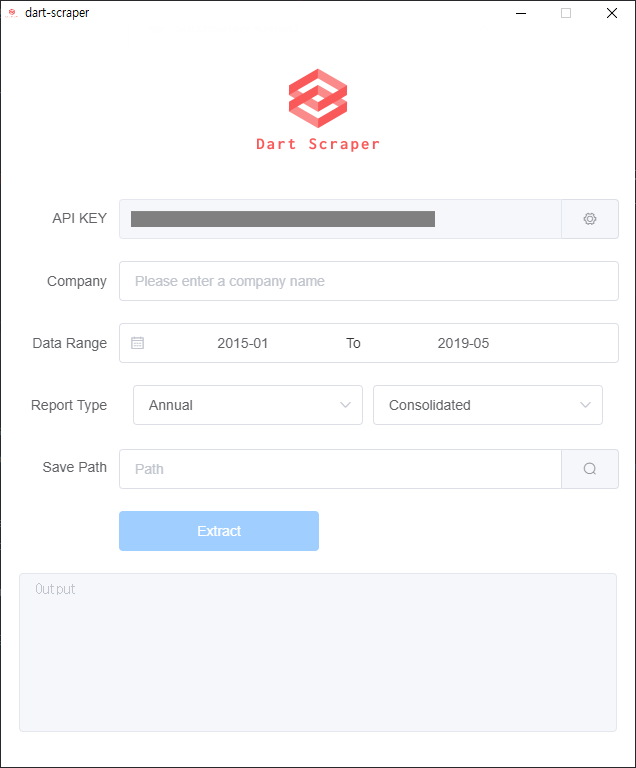 dart-scraper
Dart Scraper
API KEY
Company Please enter a company name
Data Range 2015-01 To 2019-05
Report Type Annual Consolidated
Save Path Path
Extract
Output